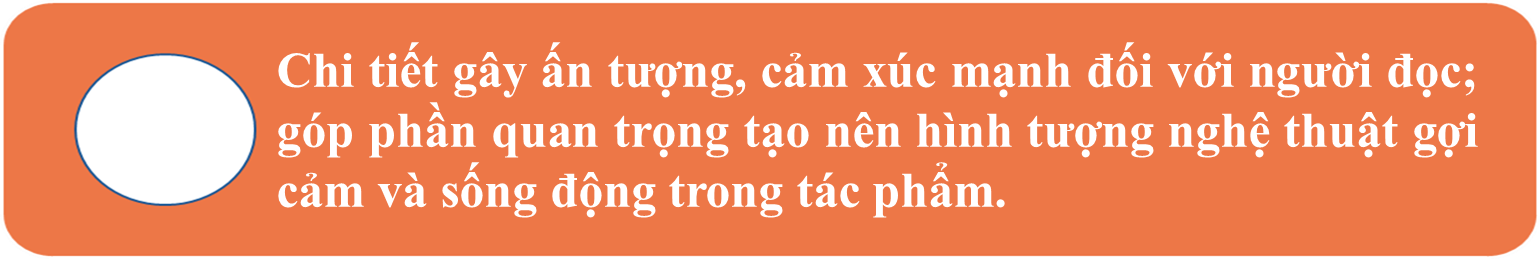 Chi tiết gây ấn tượng, cảm xúc mạnh đối với người đọc;
góp phần quan trọng tạo nên hình tượng nghệ thuật gợi
cảm và sống động trong tác phẩm.